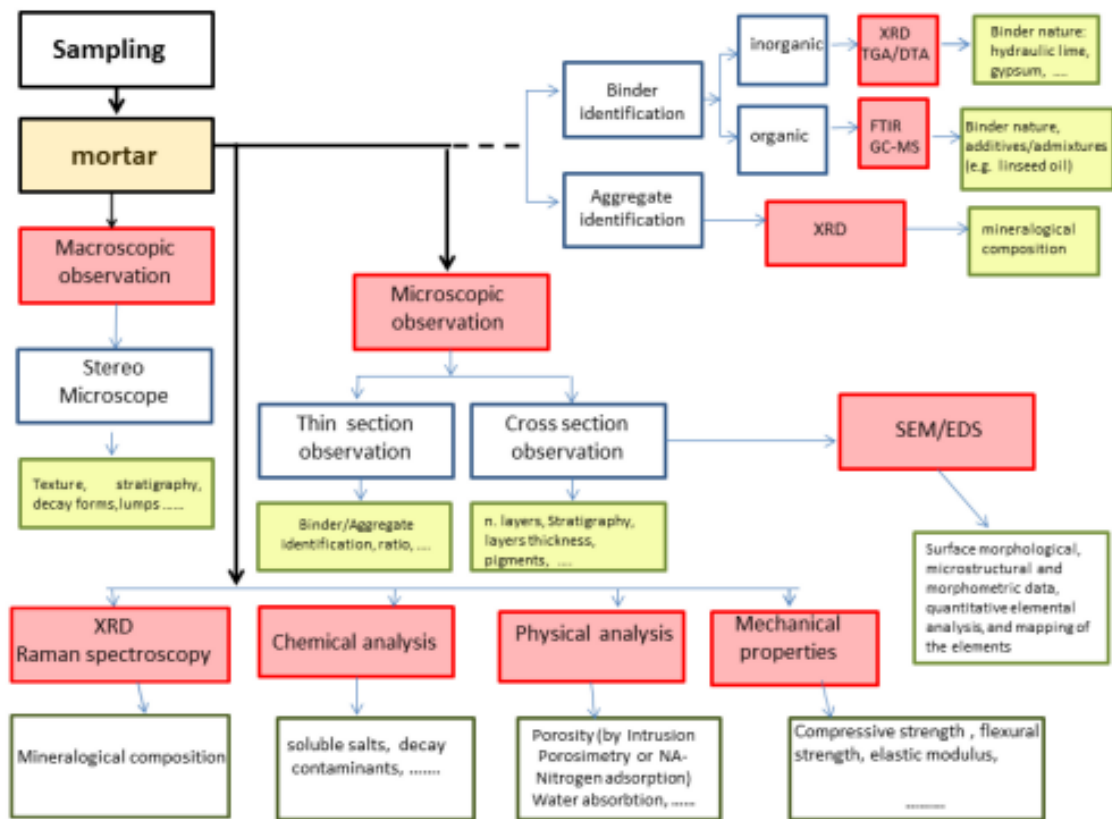 Sampling
mortar
Macroscopic
observation
Stereo
Microscope
Texture, stratigraphy,
decay forms,lumps ......
Binder
identification
inorganic
XRD
TGA/DTA
Binder nature:
hydraulic lime,
gypsum, ....
organic
FTIR
GC-MS
Binder nature,
additives/admixtures
(e.g. linseed oil)
Aggregate
identification
XRD
mineralogical
composition
Microscopic
observation
Thin section
observation
Binder/Aggregate
identification, ratio, ....
Cross section
observation
n. layers, Stratigraphy,
layers thickness,
pigments, ....
SEM/EDS
Surface morphological,
microstructural and
morphometric data,
quantitative elemental
analysis, and mapping of
the elements
XRD
Raman spectroscopy
Mineralogical composition
Chemical analysis
soluble salts, decay
contaminants, .......
Physical analysis
Porosity (by Intrusion
Porosimetry or NA-
Nitrogen adsorption)
Water absorbtion, ......
Mechanical
properties
Compressive strength , flexural
strength, elastic modulus,
.........